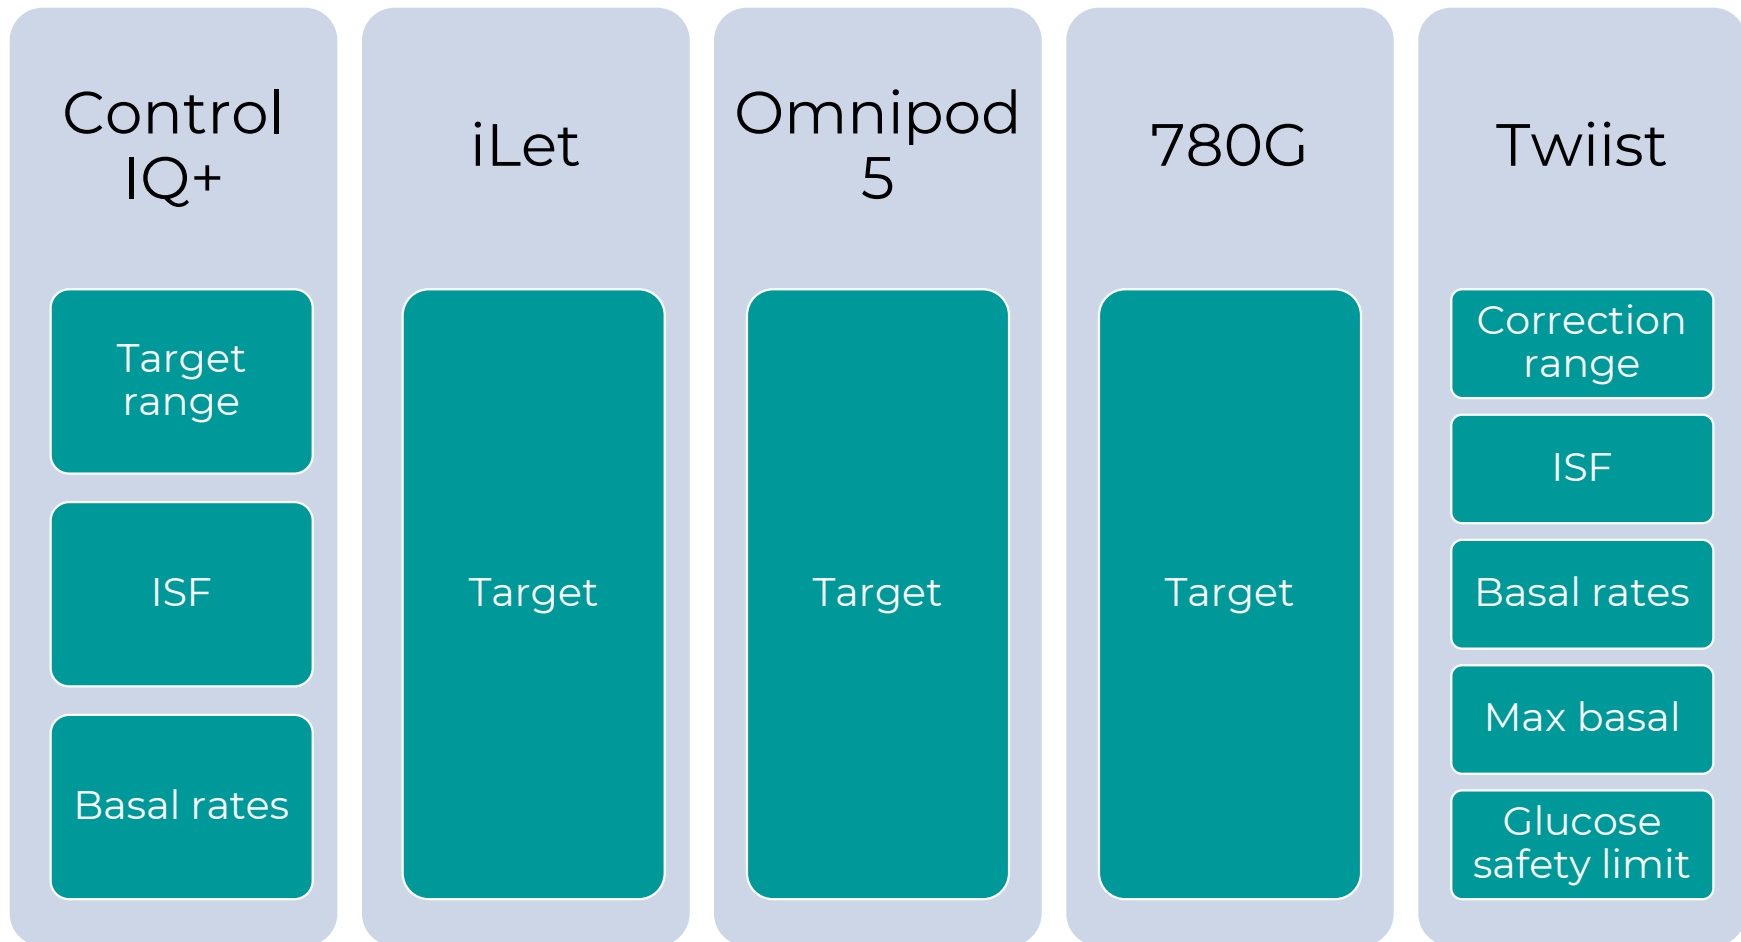 Control
IQ+
Target
range
ISF
Basal rates
iLet
Target
Omnipod
5
Target
780G
Target
Twiist
Correction
range
ISF
Basal rates
Max basal
Glucose
safety limit